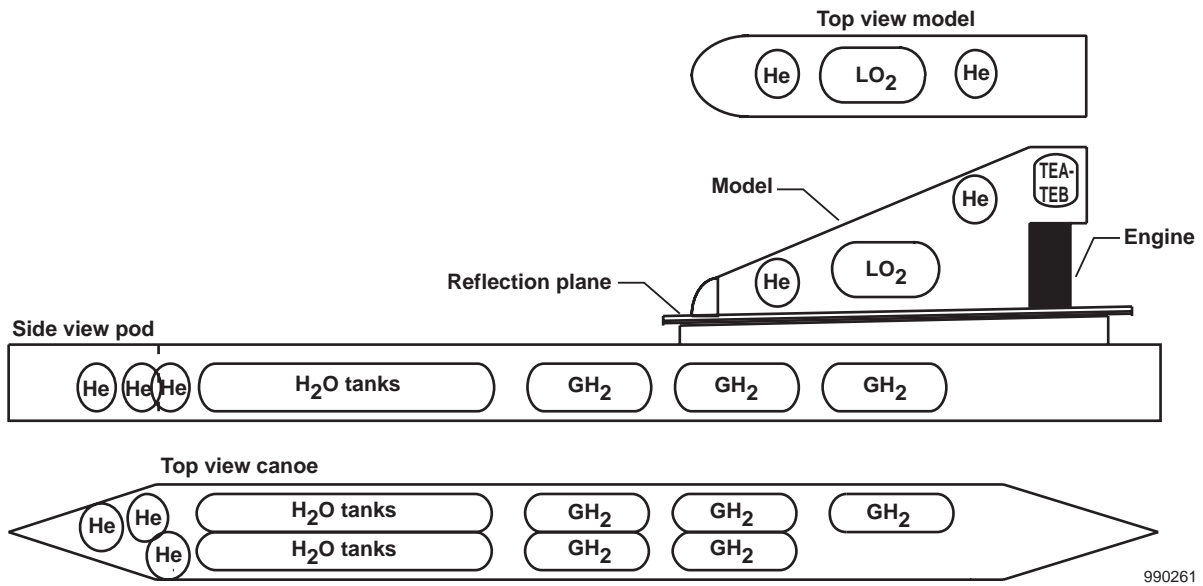 Top view model
He
LO2
He
TEA-
TEB
Model
He
Engine
He
LO2
Reflection plane
Side view pod
He
He
He
H2O tanks
GH2
GH2
GH2
Top view canoe
He
He
He
H2O tanks
GH2
GH2
GH2
H2O tanks
GH2
GH2
990261